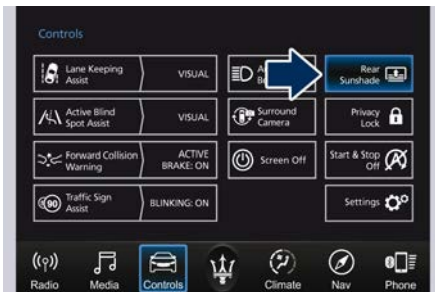 Controls
Lane Keeping
Assist
VISUAL
Rear
Sunshade
Active Blind
Spot Assist
VISUAL
Surround
Camera
Privacy
Lock
Forward Collision
Warning
ACTIVE
BRAKE: ON
Screen Off
Start & Stop
Off
Traffic Sign
Assist
BLINKING: ON
Settings
Radio
Media
Controls
Climate
Nav
Phone